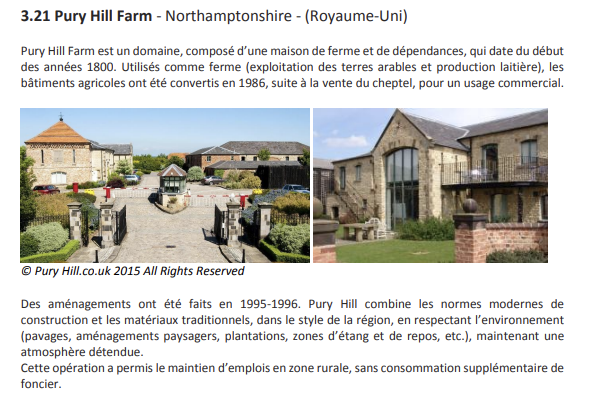 3.21 Pury Hill Farm - Northamptonshire - (Royaume-Uni)
Pury Hill Farm est un domaine, composé d’une maison de ferme et de dépendances, qui date du début
des années 1800. Utilisés comme ferme (exploitation des terres arables et production laitière), les
bâtiments agricoles ont été convertis en 1986, suite à la vente du cheptel, pour un usage commercial.
© Pury Hill.co.uk 2015 All Rights Reserved
Des aménagements ont été faits en 1995-1996. Pury Hill combine les normes modernes de
construction et les matériaux traditionnels, dans le style de la région, en respectant l’environnement
(pavages, aménagements paysagers, plantations, zones d’étang et de repos, etc.), maintenant une
atmosphère détendue.
Cette opération a permis le maintien d’emplois en zone rurale, sans consommation supplémentaire de
foncier.